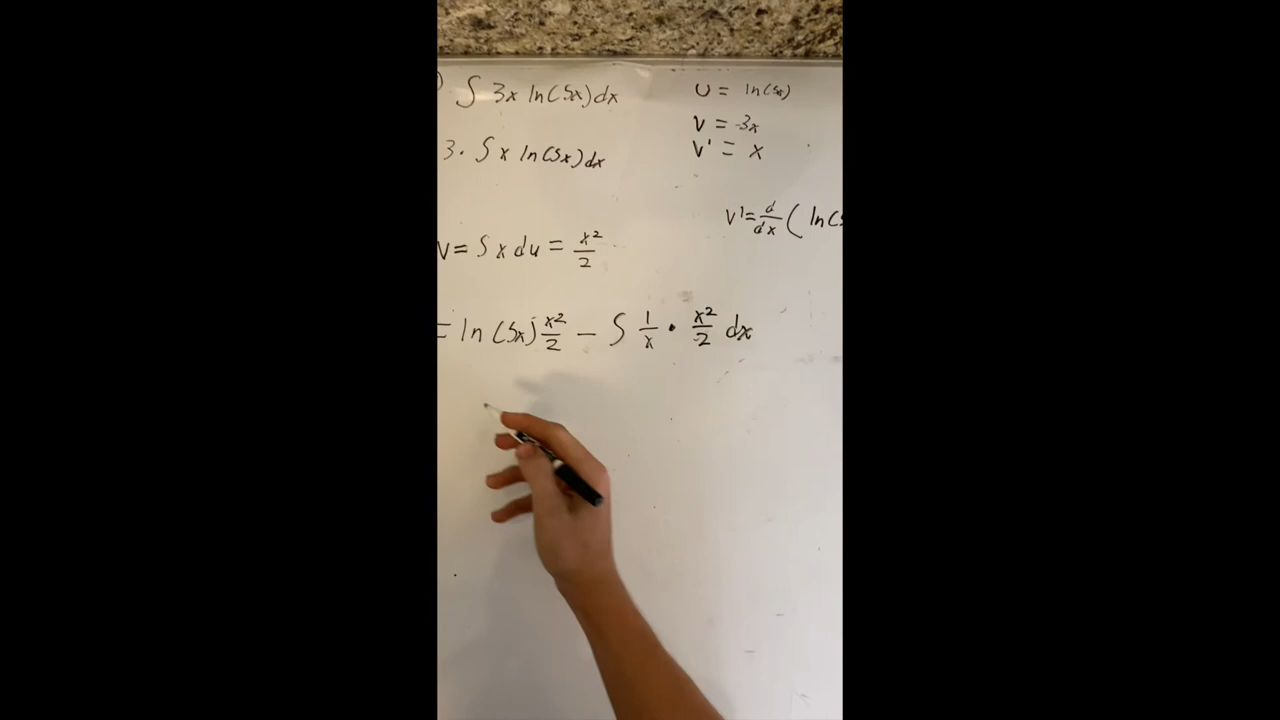 ) ∫ 3x ln(5x)dx
u = ln(5x)
v = 3x
3 · ∫ x ln(5x)dx
v' = x
v'= d/dx ( ln(5
v = ∫ x du = x²/2
= ln(5x) x²/2 − ∫ 1/x · x²/2 dx